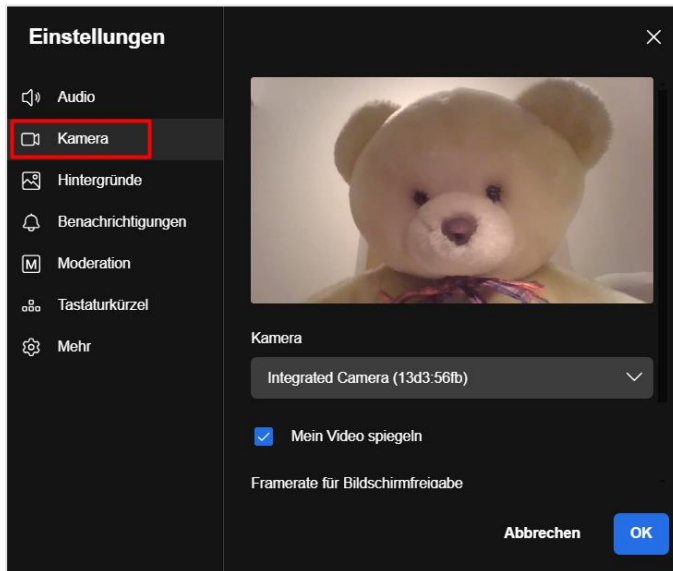 Einstellungen
Audio
Kamera
Hintergründe
Benachrichtigungen
M Moderation
Tastaturkürzel
Mehr
Kamera
Integrated Camera (13d3:56fb)
Mein Video spiegeln
Framerate für Bildschirmfreigabe
Abbrechen
OK